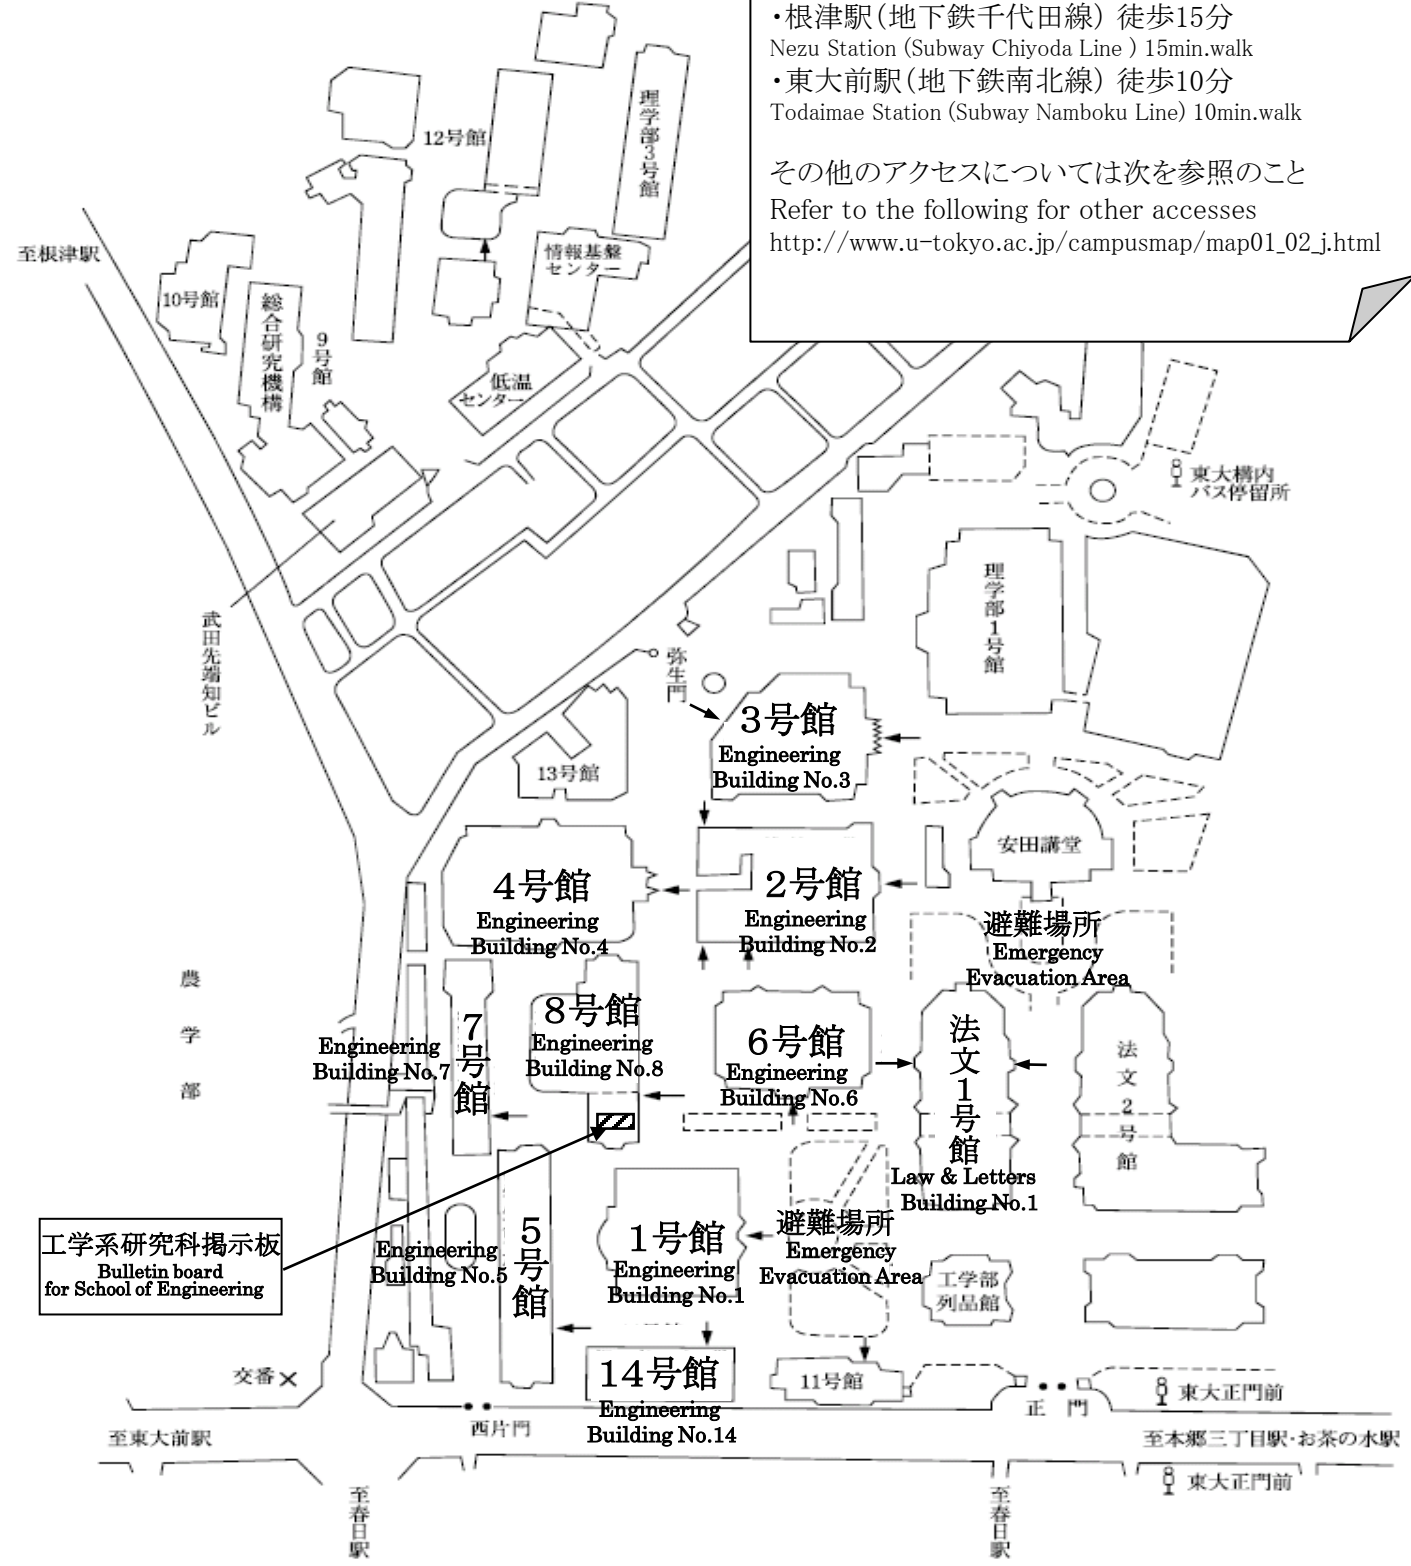 ・根津駅（地下鉄千代田線） 徒歩15分
Nezu Station (Subway Chiyoda Line ) 15min.walk
・東大前駅（地下鉄南北線） 徒歩10分
Todaimae Station (Subway Namboku Line) 10min.walk
その他のアクセスについては次を参照のこと
Refer to the following for other accesses
http://www.u-tokyo.ac.jp/campusmap/map01_02_j.html
12号館
理学部3号館
至根津駅
情報基盤
センター
10号館
総合研究機構
9号館
低温
センター
東大構内
バス停留所
理学部1号館
武田先端知ビル
弥生門
3号館
Engineering
Building No.3
13号館
安田講堂
4号館
Engineering
Building No.4
2号館
Engineering
Building No.2
避難場所
Emergency
Evacuation Area
農学部
7号館
Engineering
Building No.7
8号館
Engineering
Building No.8
6号館
Engineering
Building No.6
法文1号館
Law & Letters
Building No.1
法文2号館
工学系研究科掲示板
Bulletin board
for School of Engineering
5号館
Engineering
Building No.5
1号館
Engineering
Building No.1
避難場所
Emergency
Evacuation Area
工学部
列品館
交番
14号館
Engineering
Building No.14
11号館
正門
東大正門前
西片門
至東大前駅
至本郷三丁目駅・お茶の水駅
東大正門前
至春日駅
至春日駅